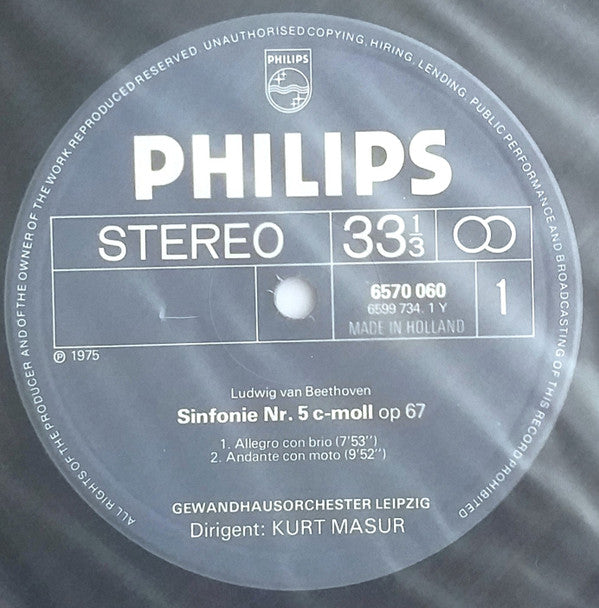 ALL RIGHTS OF THE PRODUCER AND OF THE OWNER OF THE WORK REPRODUCED RESERVED. UNAUTHORISED COPYING, HIRING, LENDING, PUBLIC PERFORMANCE AND BROADCASTING OF THIS RECORD PROHIBITED
PHILIPS
PHILIPS
STEREO 33 1/3
6570 060 1
6599 734. 1 Y
MADE IN HOLLAND
℗ 1975
Ludwig van Beethoven
Sinfonie Nr. 5 c-moll op 67
1. Allegro con brio (7'53'')
2. Andante con moto (9'52'')
GEWANDHAUSORCHESTER LEIPZIG
Dirigent: KURT MASUR